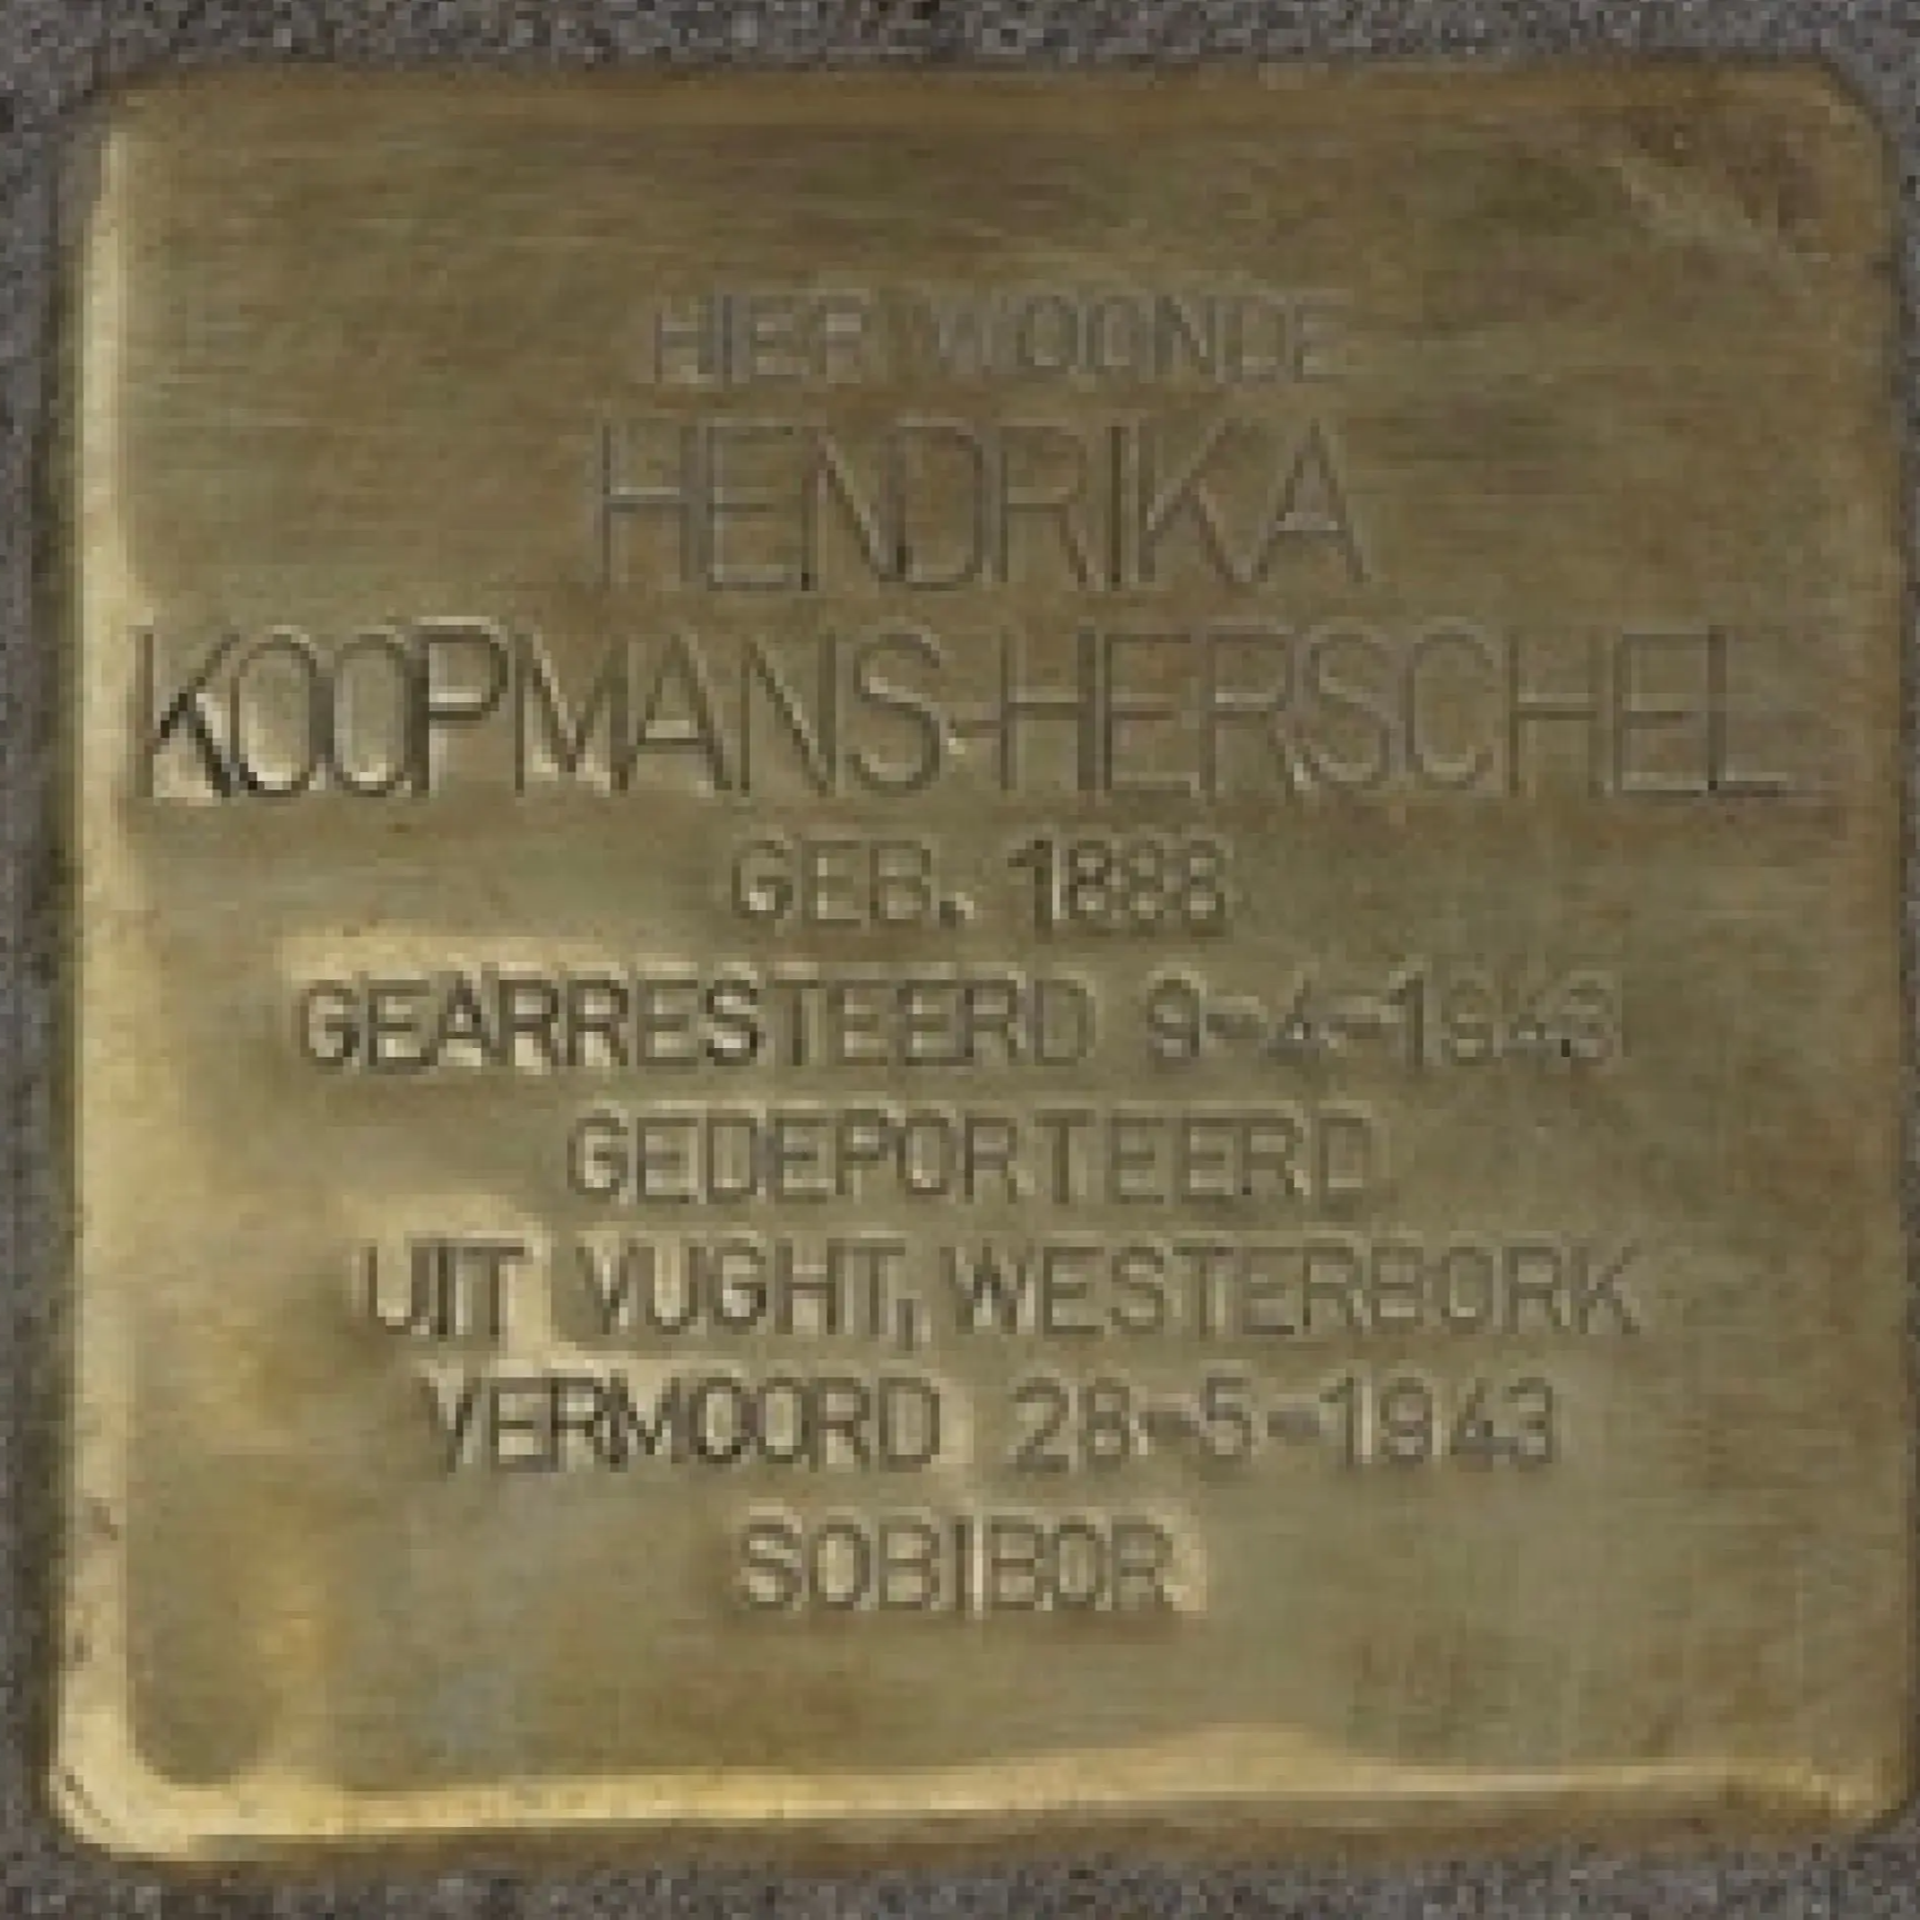 HIER WOONDE
HENDRIKA
KOOPMANS-HERSCHEL
GEB. 1888
GEARRESTEERD 9-4-1943
GEDEPORTEERD
UIT VUGHT, WESTERBORK
VERMOORD 28-5-1943
SOBIBOR